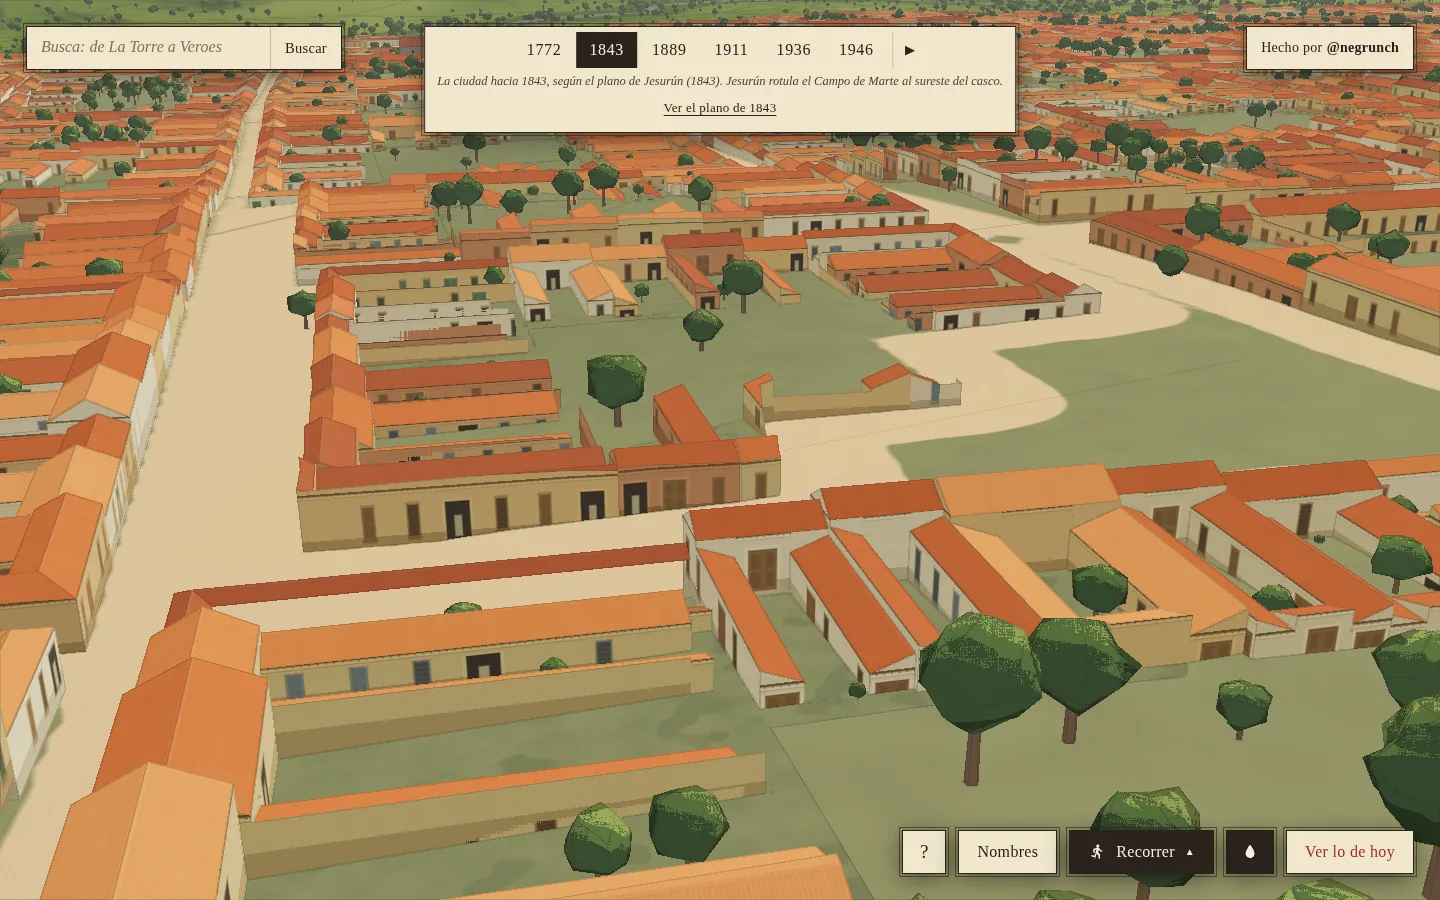 Busca: de La Torre a Veroes
Buscar
1772 1843 1889 1911 1936 1946
La ciudad hacia 1843, según el plano de Jesurún (1843). Jesurún rotula el Campo de Marte al sureste del casco.
Ver el plano de 1843
Hecho por @negrunch
?
Nombres
Recorrer
Ver lo de hoy